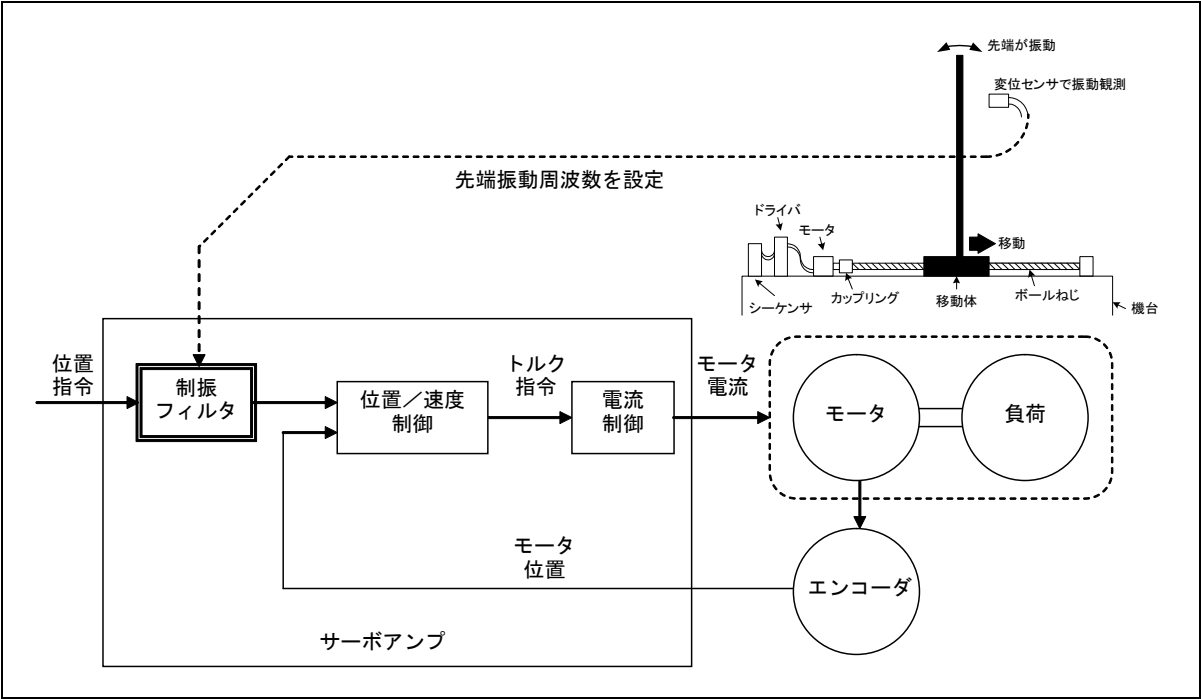 先端が振動
変位センサで振動観測
先端振動周波数を設定
ドライバ
モータ
移動
シーケンサ
カップリング
移動体
ボールねじ
機台
位置
指令
制振
フィルタ
位置／速度
制御
トルク
指令
電流
制御
モータ
電流
モータ
負荷
モータ
位置
エンコーダ
サーボアンプ